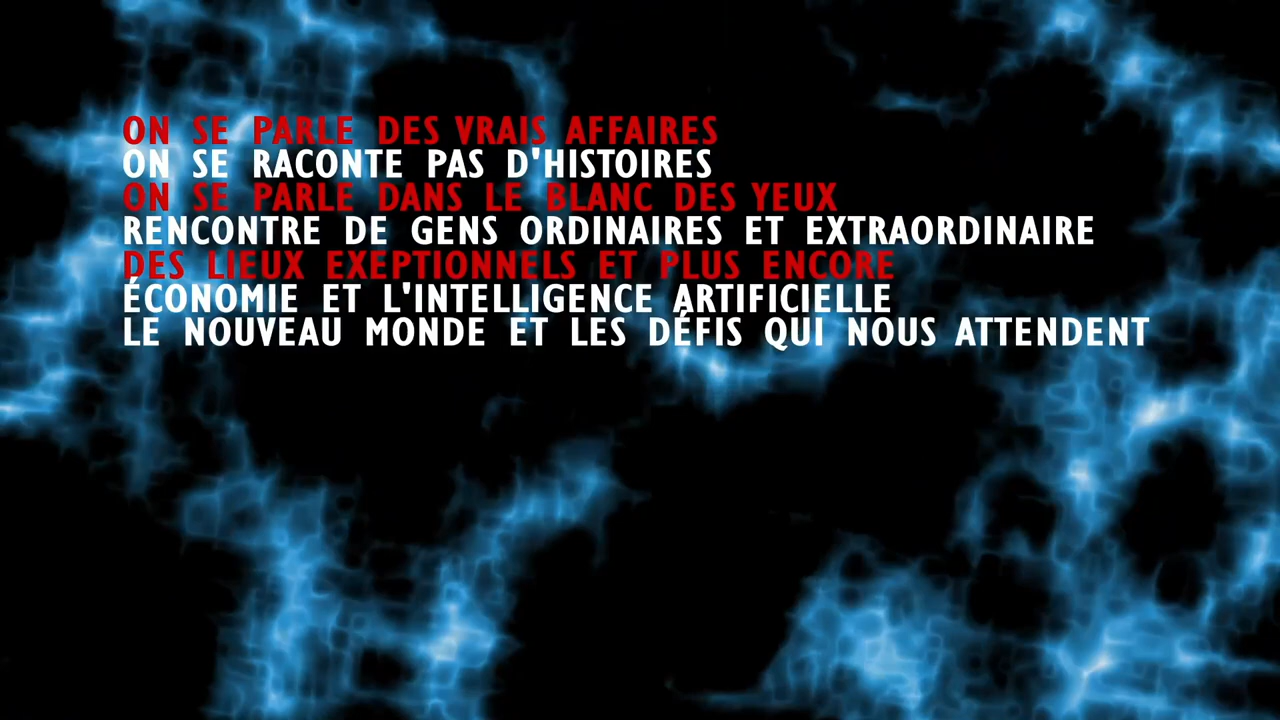 ON SE PARLE DES VRAIS AFFAIRES
ON SE RACONTE PAS D'HISTOIRES
ON SE PARLE DANS LE BLANC DES YEUX
RENCONTRE DE GENS ORDINAIRES ET EXTRAORDINAIRE
DES LIEUX EXEPTIONNELS ET PLUS ENCORE
ÉCONOMIE ET L'INTELLIGENCE ARTIFICIELLE
LE NOUVEAU MONDE ET LES DÉFIS QUI NOUS ATTENDENT